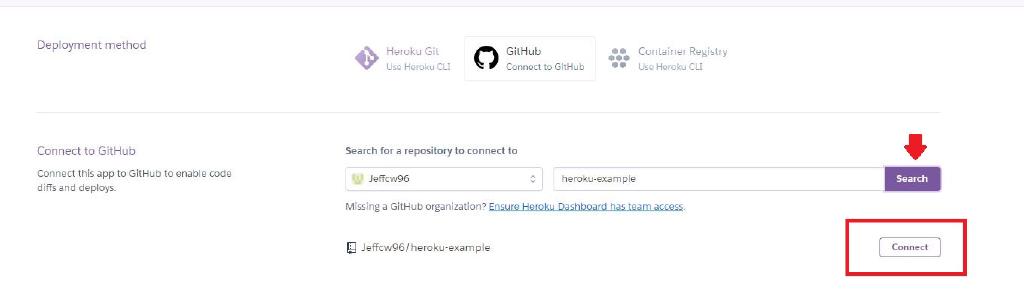 Deployment method
Heroku Git
Use Heroku CLI
GitHub
Connect to GitHub
Container Registry
Use Heroku CLI
Connect to GitHub
Connect this app to GitHub to enable code
diffs and deploys.
Search for a repository to connect to
Jeffcw96
heroku-example
Search
Missing a GitHub organization? Ensure Heroku Dashboard has team access.
Jeffcw96/heroku-example
Connect